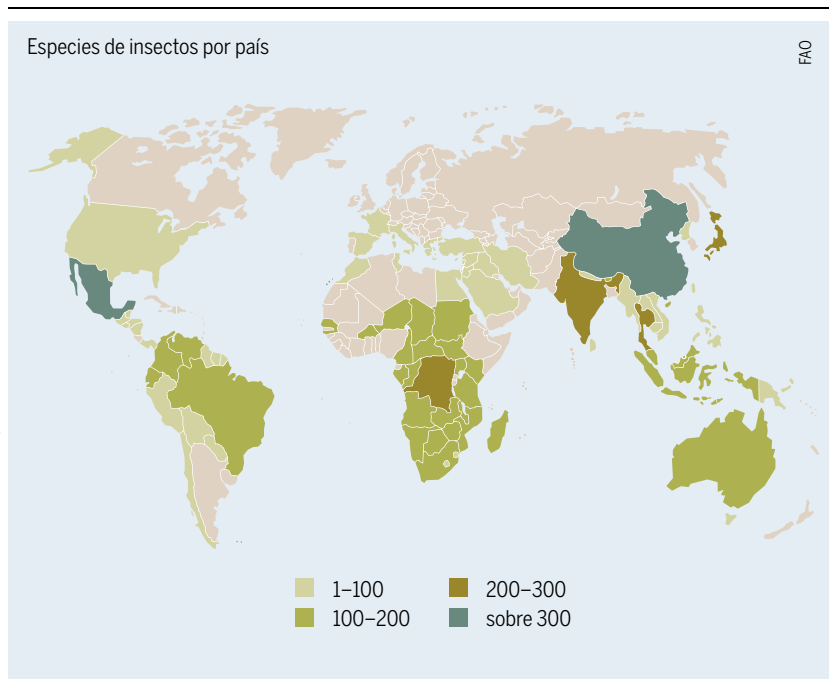 Especies de insectos por país
FAO
1–100
200–300
100–200
sobre 300